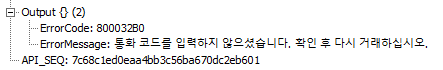 Output {} (2)
ErrorCode: 800032B0
ErrorMessage: 통화 코드를 입력하지 않으셨습니다. 확인 후 다시 거래하십시오.
API_SEQ: 7c68c1ed0eaa4bb3c56ba670dc2eb601